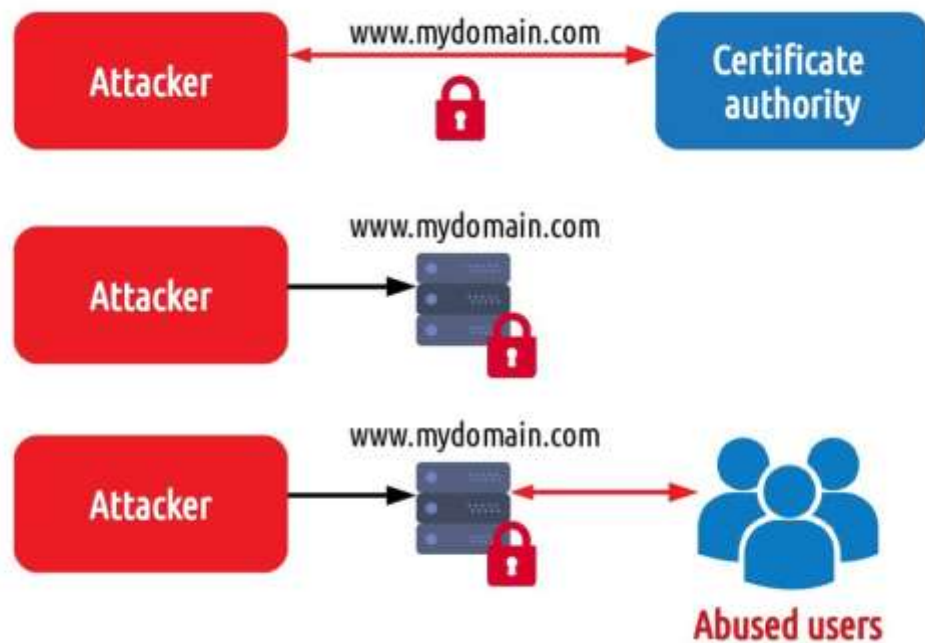 www.mydomain.com
Attacker
Certificate
authority
www.mydomain.com
Attacker
www.mydomain.com
Attacker
Abused users